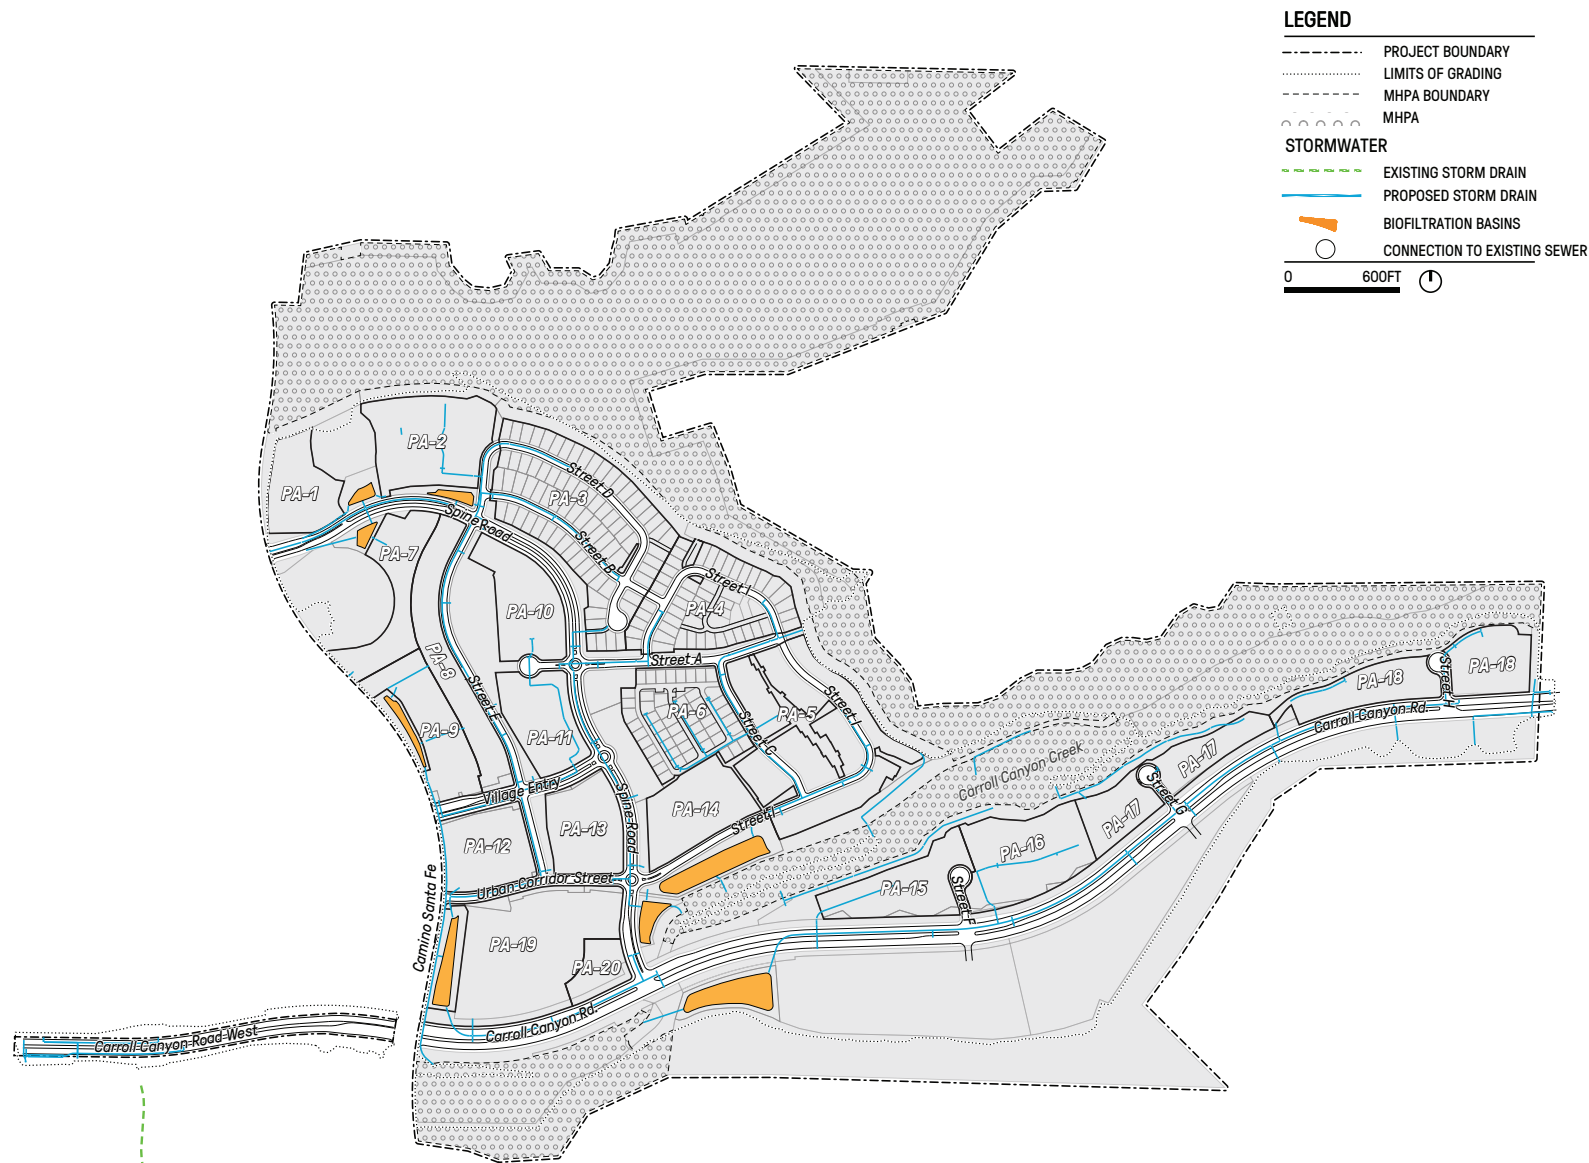 LEGEND
PROJECT BOUNDARY
LIMITS OF GRADING
MHPA BOUNDARY
MHPA
STORMWATER
EXISTING STORM DRAIN
PROPOSED STORM DRAIN
BIOFILTRATION BASINS
CONNECTION TO EXISTING SEWER
0 600FT
PA-2
PA-1
Street D
PA-3
Spine Road
PA-7
Street B
Street I
PA-4
PA-10
PA-8
Street A
PA-18
Street H
PA-18
Street E
PA-6
PA-5
Street I
PA-9
PA-11
Street C
Carroll Canyon Rd.
Carroll Canyon Creek
PA-17
Village Entry
Street G
Spine Road
PA-14
Street I
PA-13
PA-17
PA-12
PA-16
Urban Corridor Street
PA-15
Street F
Camino Santa Fe
PA-19
PA-20
Carroll Canyon Rd.
Carroll Canyon Road West